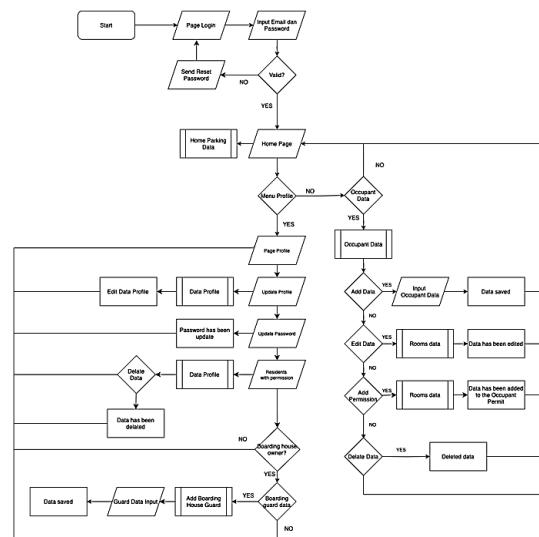 Start
Page Login
Input Email dan
Password
Send Reset
Password
NO
Valid?
YES
Home Parking
Data
Home Page
NO
Menu Profile
NO
Occupant
Data
YES
YES
Page Profile
Occupant Data
Edit Data Profile
Data Profile
Update Profile
Add Data
YES
Input
Occupant Data
Data saved
NO
Password has been
update
Update Password
Edit Data
YES
Rooms data
Data has been edited
NO
Delate
Data
Data Profile
Residents
with permission
Add
Permission
YES
Rooms data
Data has been added
to the Occupant
Permit
Data has been
delated
NO
NO
Boarding house
owner?
Delate Data
YES
Deleted data
YES
Data saved
Guard Data Input
Add Boarding
House Guard
YES
Boarding
guard data
NO